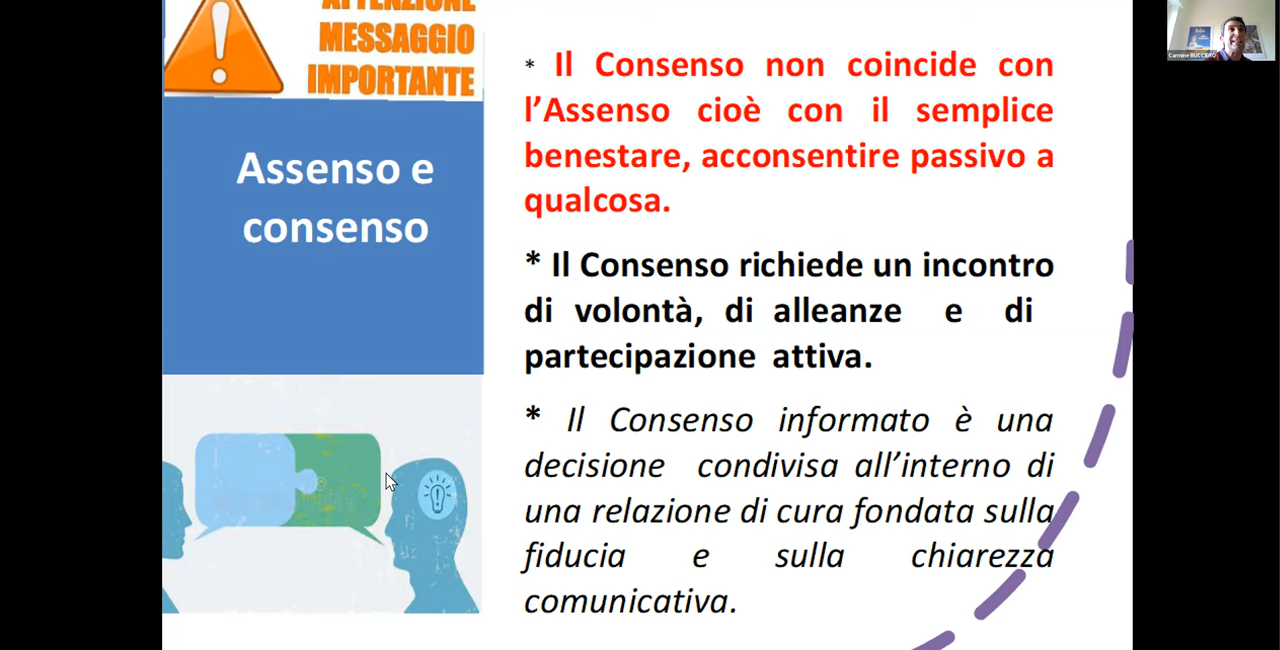 ATTENZIONE
MESSAGGIO
IMPORTANTE
Assenso e
consenso
* Il Consenso non coincide con
l’Assenso cioè con il semplice
benestare, acconsentire passivo a
qualcosa.
* Il Consenso richiede un incontro
di volontà, di alleanze e di
partecipazione attiva.
* Il Consenso informato è una
decisione condivisa all’interno di
una relazione di cura fondata sulla
fiducia e sulla chiarezza
comunicativa.
Carmine BUCCERO